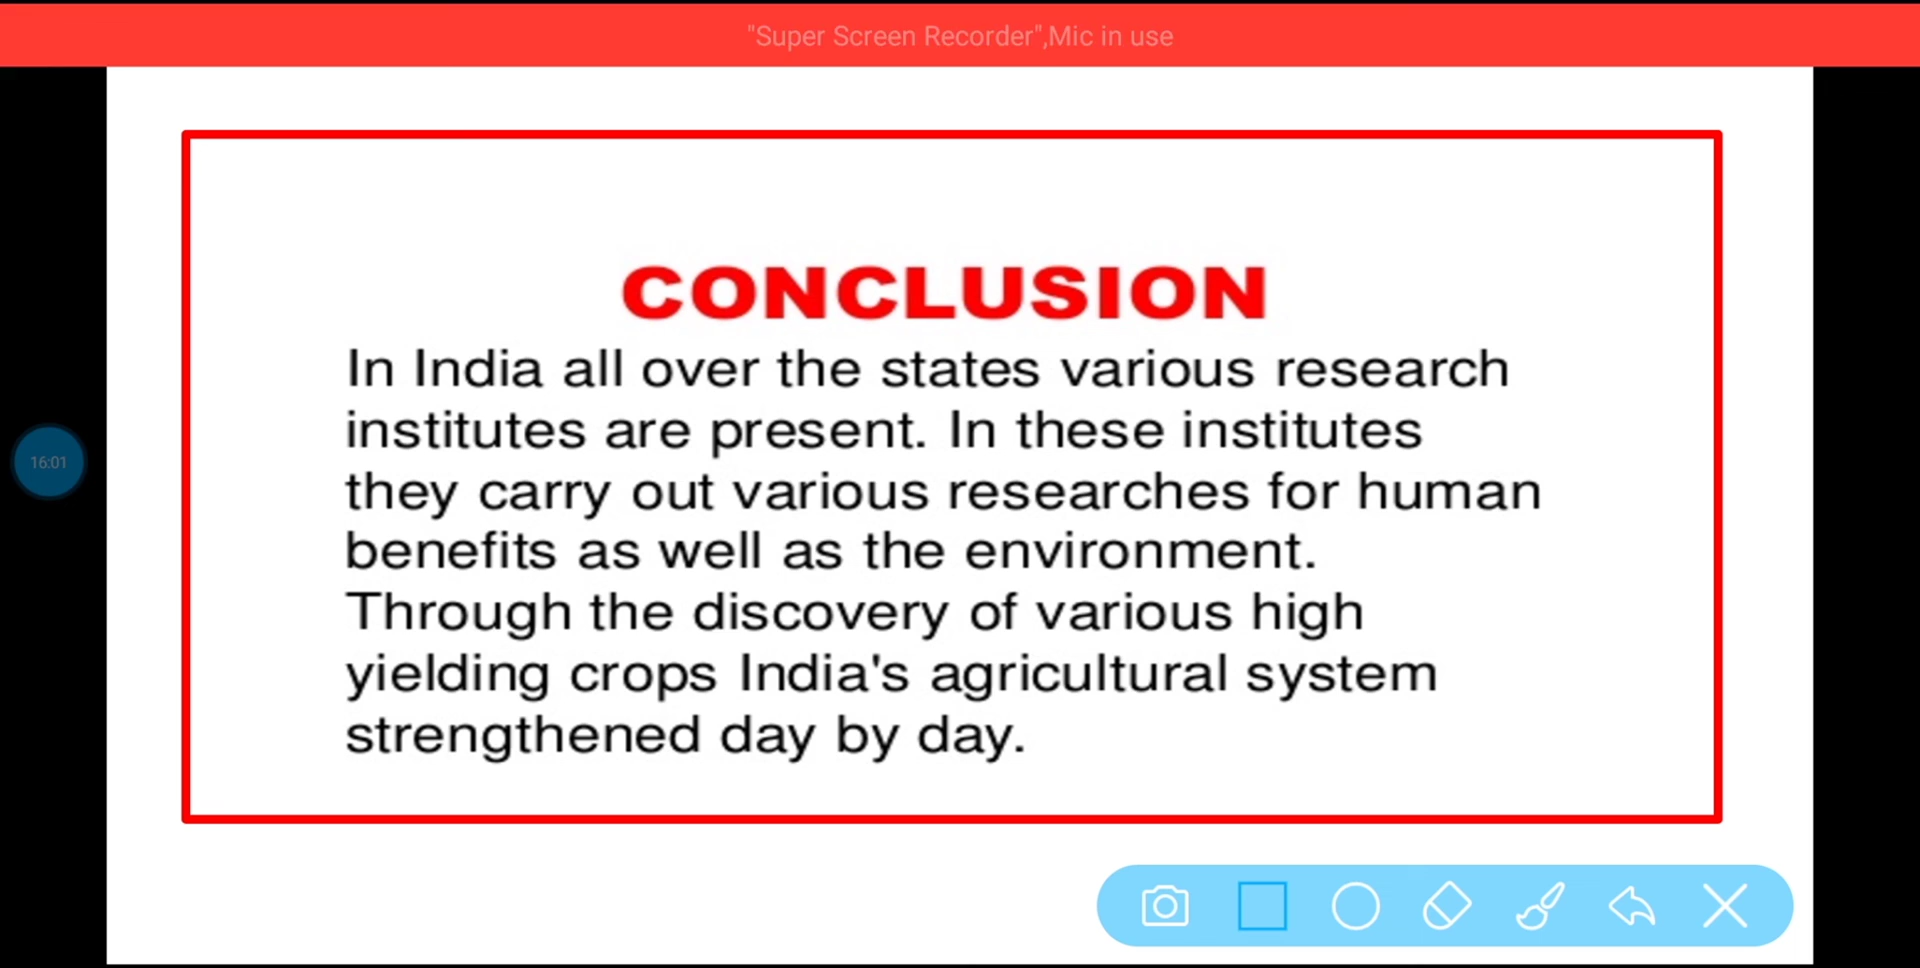 "Super Screen Recorder",Mic in use
CONCLUSION
In India all over the states various research
institutes are present. In these institutes
they carry out various researches for human
benefits as well as the environment.
Through the discovery of various high
yielding crops India's agricultural system
strengthened day by day.
16:01